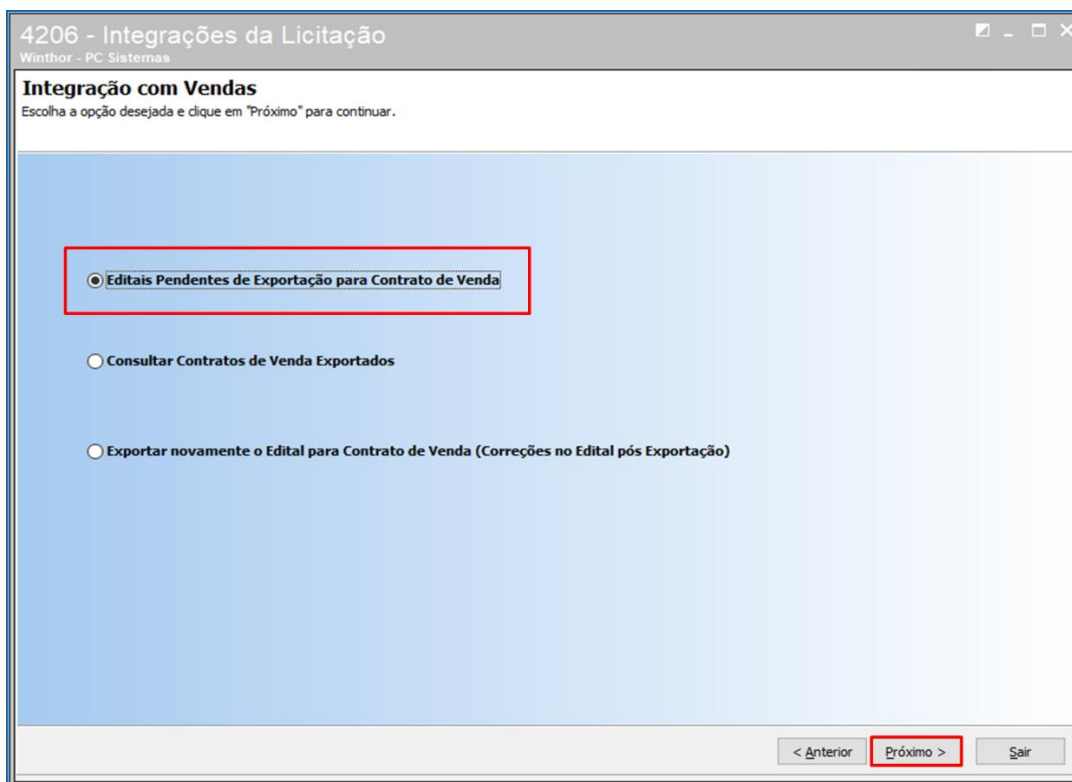 4206 - Integrações da Licitação
Winthor - PC Sistemas
Integração com Vendas
Escolha a opção desejada e clique em "Próximo" para continuar.
Editais Pendentes de Exportação para Contrato de Venda
Consultar Contratos de Venda Exportados
Exportar novamente o Edital para Contrato de Venda (Correções no Edital pós Exportação)
< Anterior Próximo > Sair